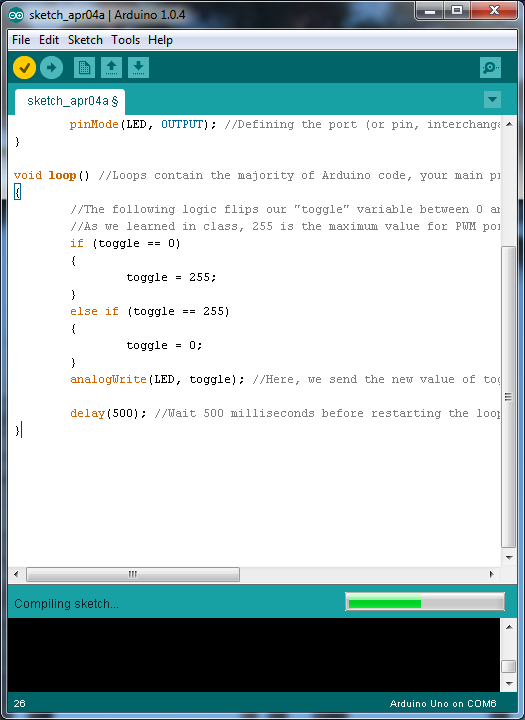 sketch_apr04a | Arduino 1.0.4
File Edit Sketch Tools Help
sketch_apr04a §
pinMode(LED, OUTPUT); //Defining the port (or pin, interchanga
}
void loop() //Loops contain the majority of Arduino code, your main pr
{
//The following logic flips our "toggle" variable between 0 an
//As we learned in class, 255 is the maximum value for PWM por
if (toggle == 0)
{
toggle = 255;
}
else if (toggle == 255)
{
toggle = 0;
}
analogWrite(LED, toggle); //Here, we send the new value of tog
delay(500); //Wait 500 milliseconds before restarting the loop
}
Compiling sketch...
26 Arduino Uno on COM6